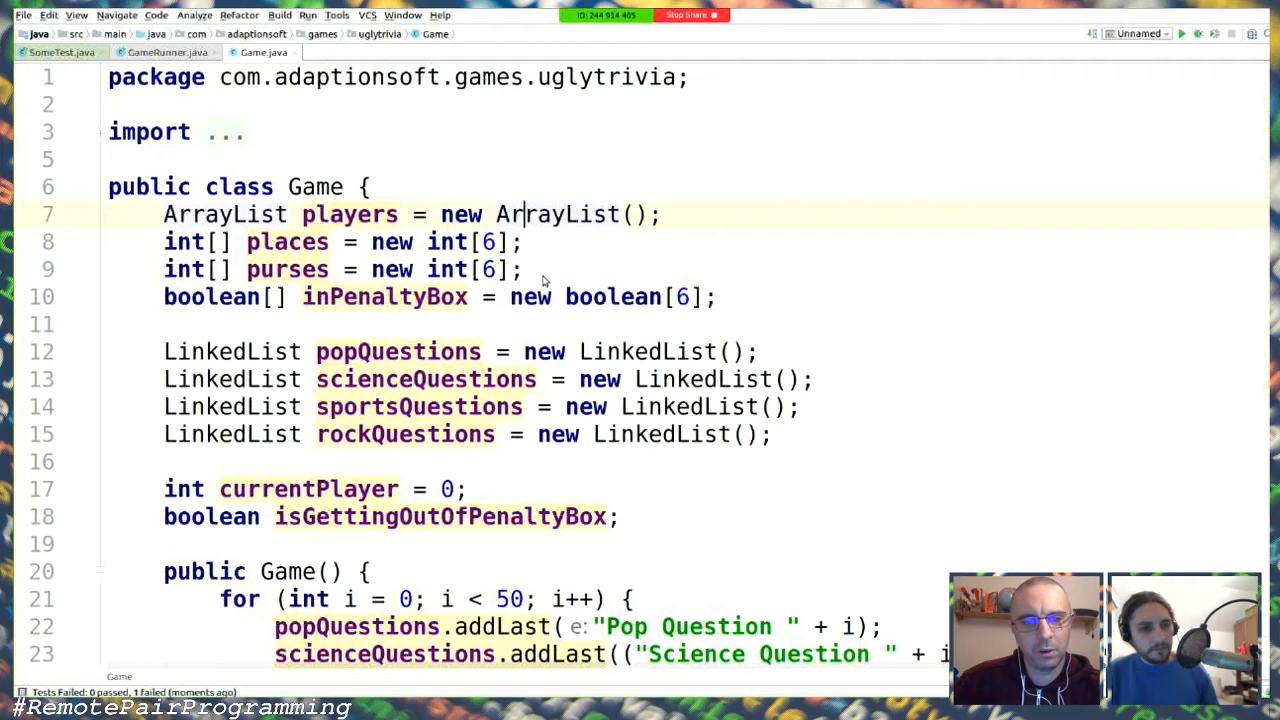 File Edit View Navigate Code Analyze Refactor Build Run Tools VCS Window Help
ID: 244 914 405 Stop Share
java src main java com adaptionsoft games uglytrivia Game Unnamed
SomeTest.java GameRunner.java Game.java
1 package com.adaptionsoft.games.uglytrivia;
2
3 import ...
5
6 public class Game {
7 ArrayList players = new ArrayList();
8 int[] places = new int[6];
9 int[] purses = new int[6];
10 boolean[] inPenaltyBox = new boolean[6];
11
12 LinkedList popQuestions = new LinkedList();
13 LinkedList scienceQuestions = new LinkedList();
14 LinkedList sportsQuestions = new LinkedList();
15 LinkedList rockQuestions = new LinkedList();
16
17 int currentPlayer = 0;
18 boolean isGettingOutOfPenaltyBox;
19
20 public Game() {
21 for (int i = 0; i < 50; i++) {
22 popQuestions.addLast( e: "Pop Question " + i);
23 scienceQuestions.addLast(("Science Question " + i
Game
Tests Failed: 0 passed, 1 failed (moments ago)
#RemotePairProgramming